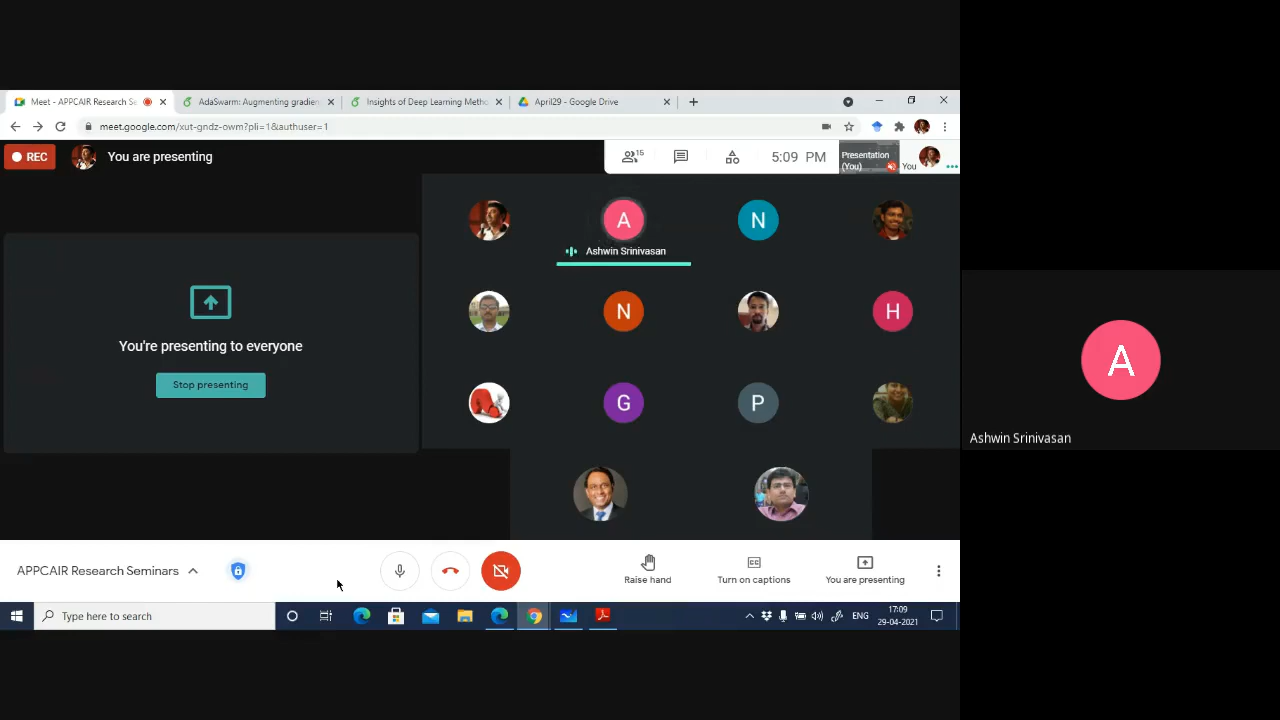 Meet - APPCAIR Research Se
AdaSwarm: Augmenting gradien
Insights of Deep Learning Metho
April29 - Google Drive
meet.google.com/xut-gndz-owm?pli=1&authuser=1
REC
You are presenting
15
5:09 PM
Presentation
(You)
You
A
N
Ashwin Srinivasan
N
H
You're presenting to everyone
Stop presenting
G
P
A
Ashwin Srinivasan
APPCAIR Research Seminars
Raise hand
Turn on captions
You are presenting
Type here to search
ENG
17:09
29-04-2021